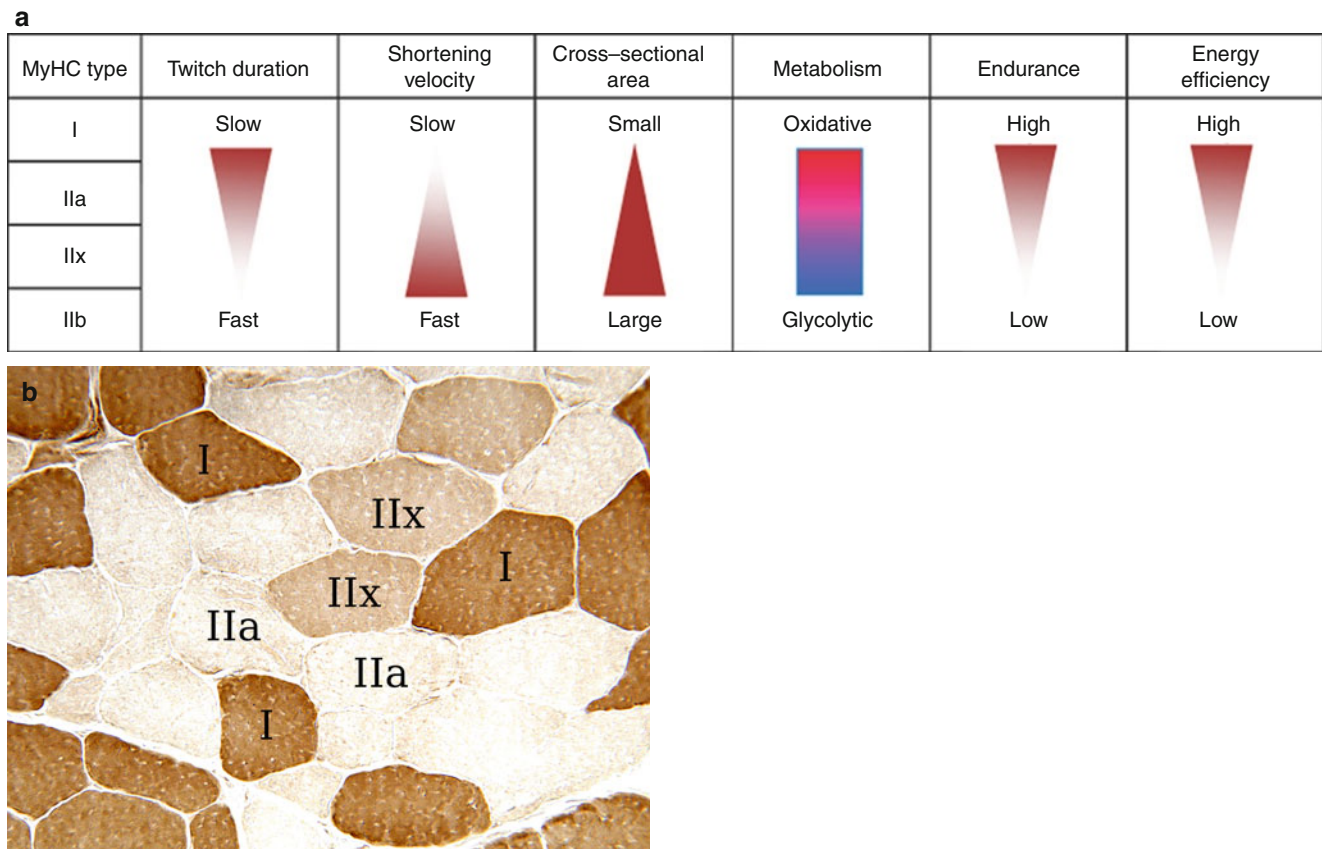 a
MyHC type Twitch duration Shortening velocity Cross–sectional area Metabolism Endurance Energy efficiency
I Slow Slow Small Oxidative High High
IIa
IIx
IIb Fast Fast Large Glycolytic Low Low
b
I
IIx
I
IIx
IIa
IIa
I